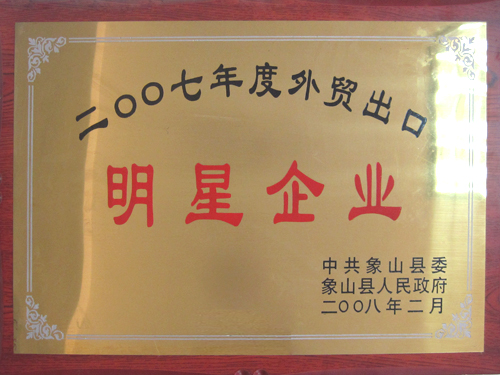 二〇〇七年度外贸出口
明星企业
中共象山县委
象山县人民政府
二〇〇八年二月